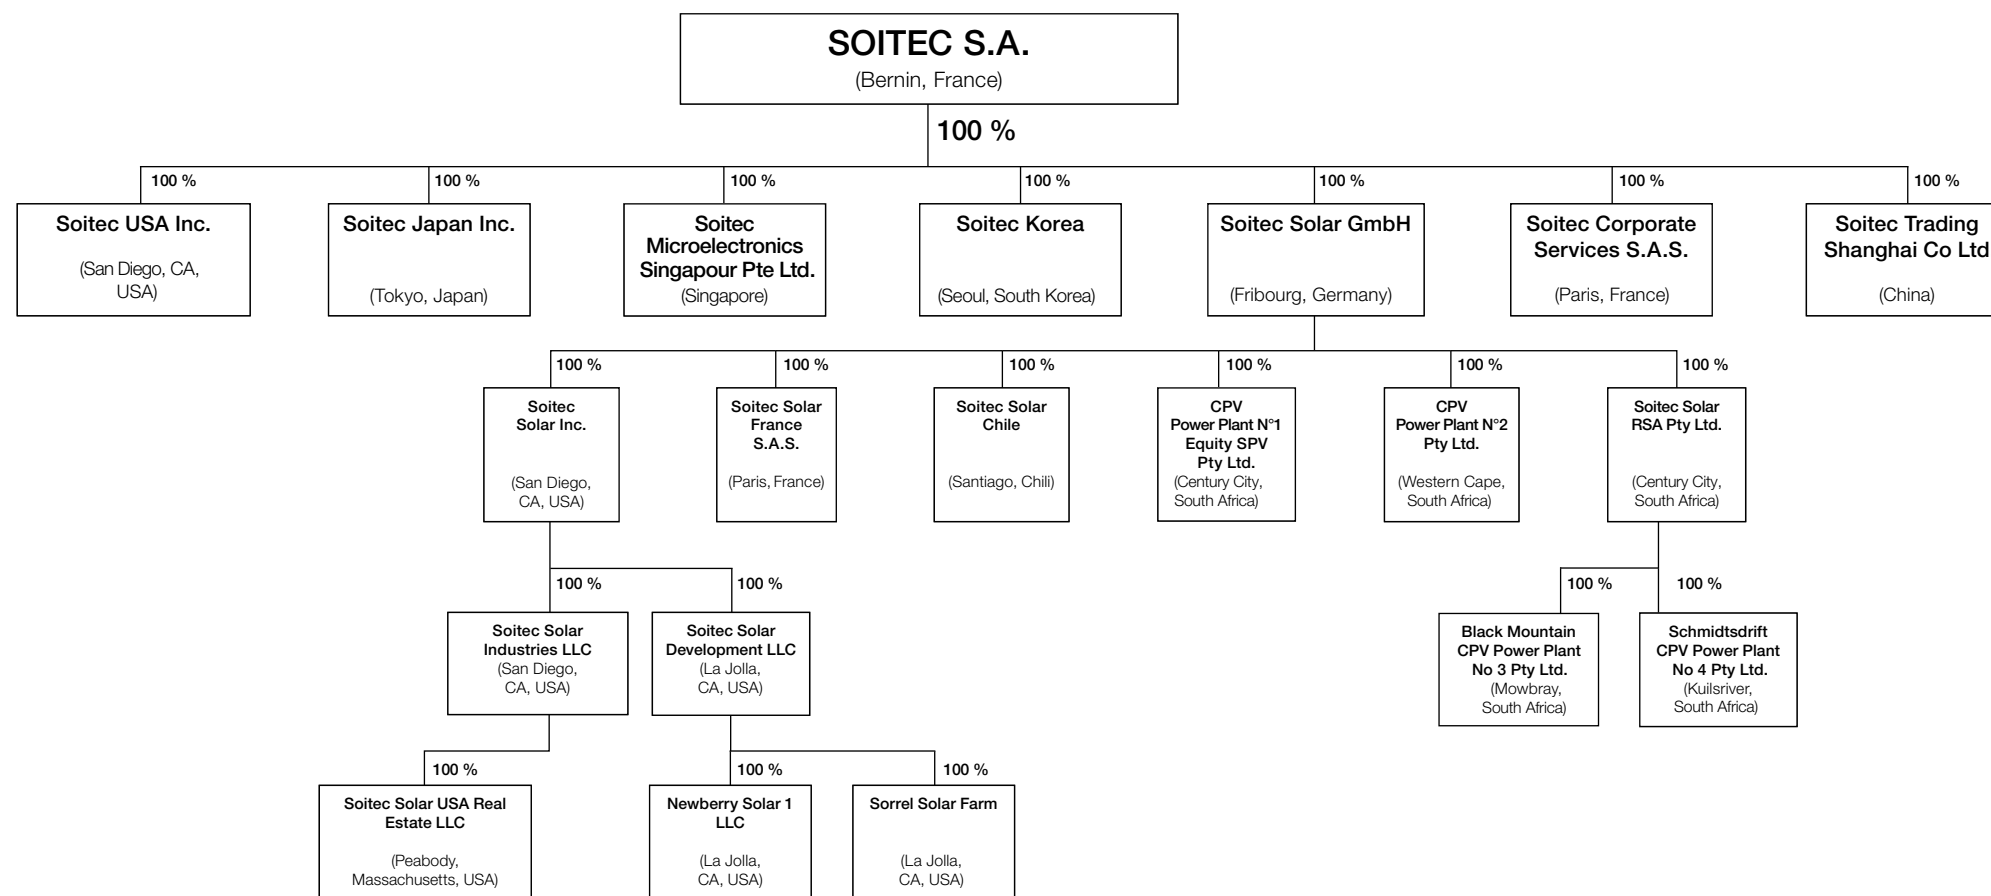 SOITEC S.A.
(Bernin, France)
100 %
100 %
Soitec USA Inc.
(San Diego, CA,
USA)
100 %
Soitec Japan Inc.
(Tokyo, Japan)
100 %
Soitec
Microelectronics
Singapour Pte Ltd.
(Singapore)
100 %
Soitec Korea
(Seoul, South Korea)
100 %
Soitec Solar GmbH
(Fribourg, Germany)
100 %
Soitec Corporate
Services S.A.S.
(Paris, France)
100 %
Soitec Trading
Shanghai Co Ltd
(China)
100 %
Soitec
Solar Inc.
(San Diego,
CA, USA)
100 %
Soitec Solar
France
S.A.S.
(Paris, France)
100 %
Soitec Solar
Chile
(Santiago, Chili)
100 %
CPV
Power Plant N°1
Equity SPV
Pty Ltd.
(Century City,
South Africa)
100 %
CPV
Power Plant N°2
Pty Ltd.
(Western Cape,
South Africa)
100 %
Soitec Solar
RSA Pty Ltd.
(Century City,
South Africa)
100 %
Soitec Solar
Industries LLC
(San Diego,
CA, USA)
100 %
Soitec Solar
Development LLC
(La Jolla,
CA, USA)
100 %
Black Mountain
CPV Power Plant
No 3 Pty Ltd.
(Mowbray,
South Africa)
100 %
Schmidtsdrift
CPV Power Plant
No 4 Pty Ltd.
(Kuilsriver,
South Africa)
100 %
Soitec Solar USA Real
Estate LLC
(Peabody,
Massachusetts, USA)
100 %
Newberry Solar 1
LLC
(La Jolla,
CA, USA)
100 %
Sorrel Solar Farm
(La Jolla,
CA, USA)